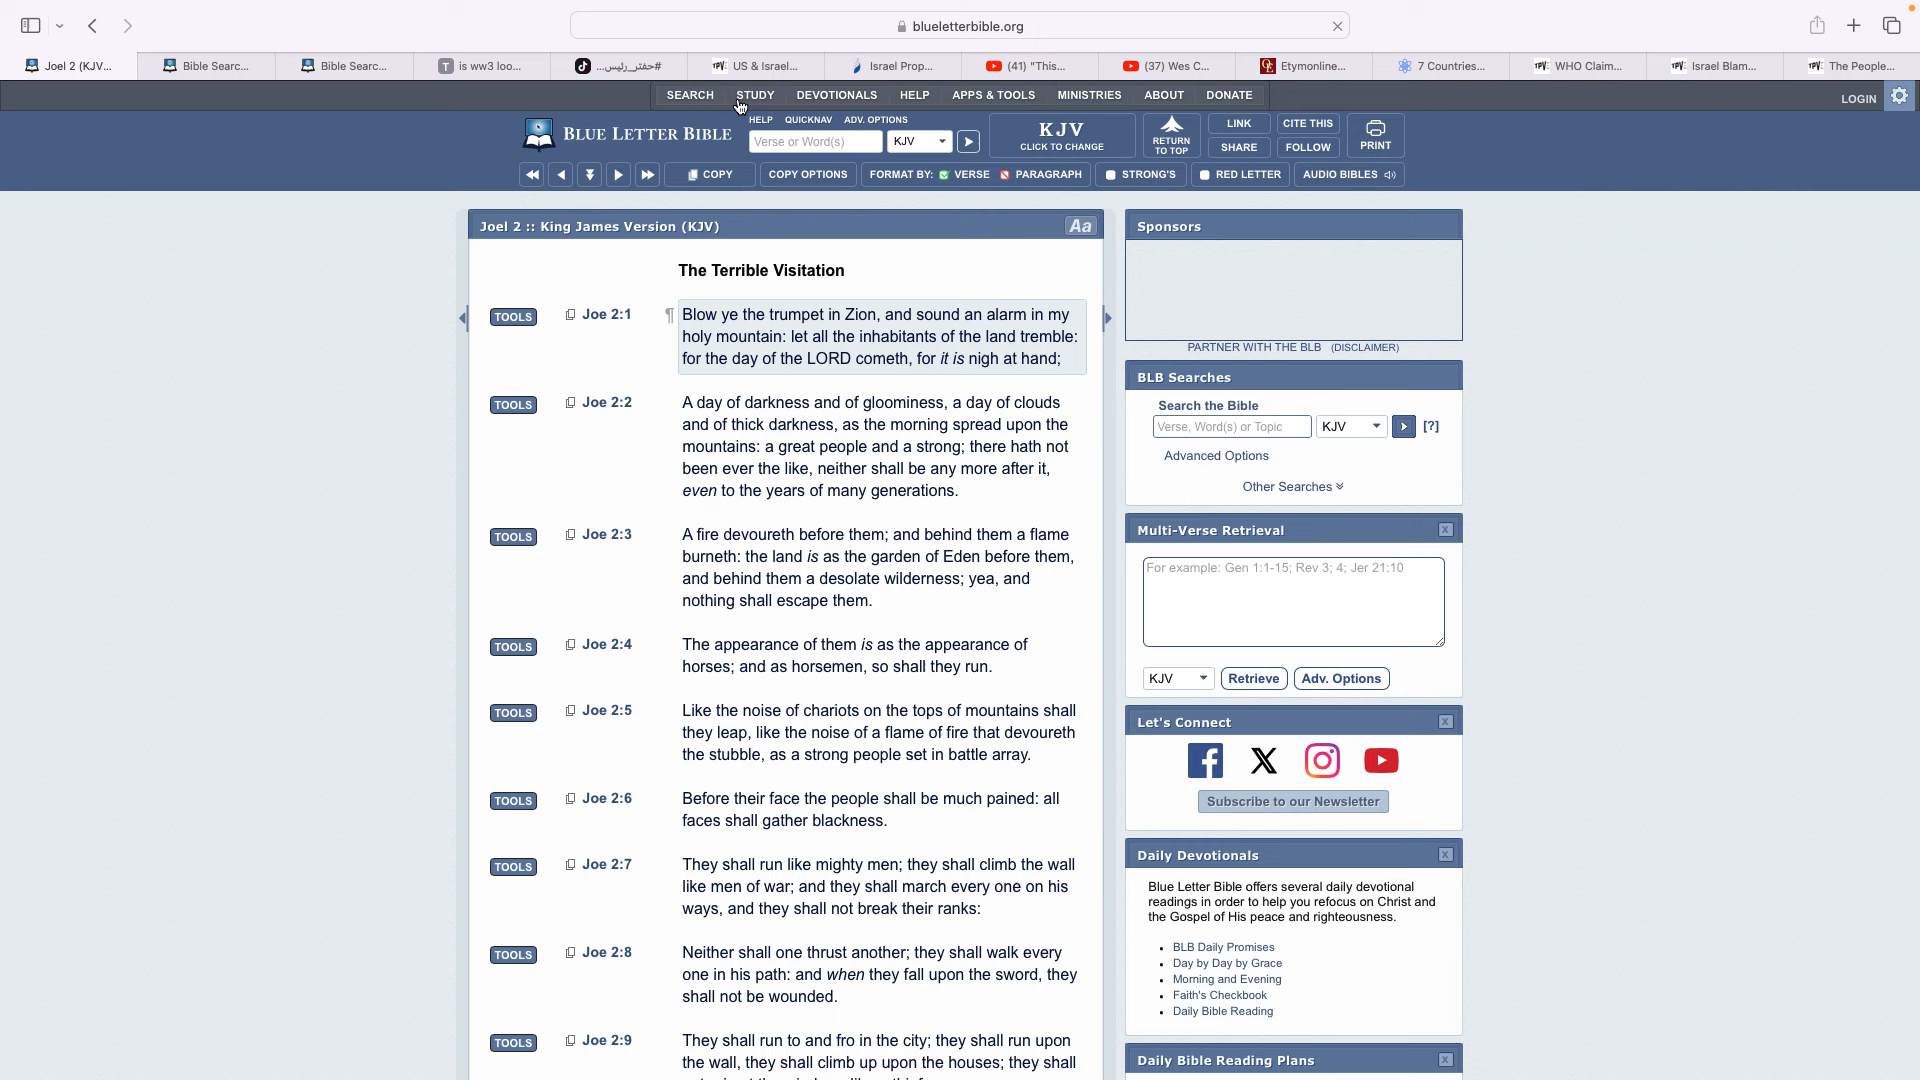 blueletterbible.org
Joel 2 (KJV...
Bible Searc...
Bible Searc...
is ww3 loo...
#حفتر_رئيس...
US & Israel...
Israel Prop...
(41) "This...
(37) Wes C...
Etymonline...
7 Countries...
WHO Claim...
Israel Blam...
The People...
SEARCH STUDY DEVOTIONALS HELP APPS & TOOLS MINISTRIES ABOUT DONATE
LOGIN
BLUE LETTER BIBLE
HELP QUICKNAV ADV. OPTIONS
Verse or Word(s)
KJV
KJV
CLICK TO CHANGE
RETURN
TO TOP
LINK
CITE THIS
SHARE
FOLLOW
PRINT
COPY
COPY OPTIONS
FORMAT BY: VERSE PARAGRAPH
STRONG'S
RED LETTER
AUDIO BIBLES
Joel 2 :: King James Version (KJV)
Aa
The Terrible Visitation
TOOLS Joe 2:1 ¶ Blow ye the trumpet in Zion, and sound an alarm in my
holy mountain: let all the inhabitants of the land tremble:
for the day of the LORD cometh, for it is nigh at hand;
TOOLS Joe 2:2 A day of darkness and of gloominess, a day of clouds
and of thick darkness, as the morning spread upon the
mountains: a great people and a strong; there hath not
been ever the like, neither shall be any more after it,
even to the years of many generations.
TOOLS Joe 2:3 A fire devoureth before them; and behind them a flame
burneth: the land is as the garden of Eden before them,
and behind them a desolate wilderness; yea, and
nothing shall escape them.
TOOLS Joe 2:4 The appearance of them is as the appearance of
horses; and as horsemen, so shall they run.
TOOLS Joe 2:5 Like the noise of chariots on the tops of mountains shall
they leap, like the noise of a flame of fire that devoureth
the stubble, as a strong people set in battle array.
TOOLS Joe 2:6 Before their face the people shall be much pained: all
faces shall gather blackness.
TOOLS Joe 2:7 They shall run like mighty men; they shall climb the wall
like men of war; and they shall march every one on his
ways, and they shall not break their ranks:
TOOLS Joe 2:8 Neither shall one thrust another; they shall walk every
one in his path: and when they fall upon the sword, they
shall not be wounded.
TOOLS Joe 2:9 They shall run to and fro in the city; they shall run upon
the wall, they shall climb up upon the houses; they shall
Sponsors
PARTNER WITH THE BLB (DISCLAIMER)
BLB Searches
Search the Bible
Verse, Word(s) or Topic
KJV
[?]
Advanced Options
Other Searches
Multi-Verse Retrieval
x
For example: Gen 1:1-15; Rev 3; 4; Jer 21:10
KJV
Retrieve
Adv. Options
Let's Connect
x
Subscribe to our Newsletter
Daily Devotionals
x
Blue Letter Bible offers several daily devotional
readings in order to help you refocus on Christ and
the Gospel of His peace and righteousness.
• BLB Daily Promises
• Day by Day by Grace
• Morning and Evening
• Faith's Checkbook
• Daily Bible Reading
Daily Bible Reading Plans
x